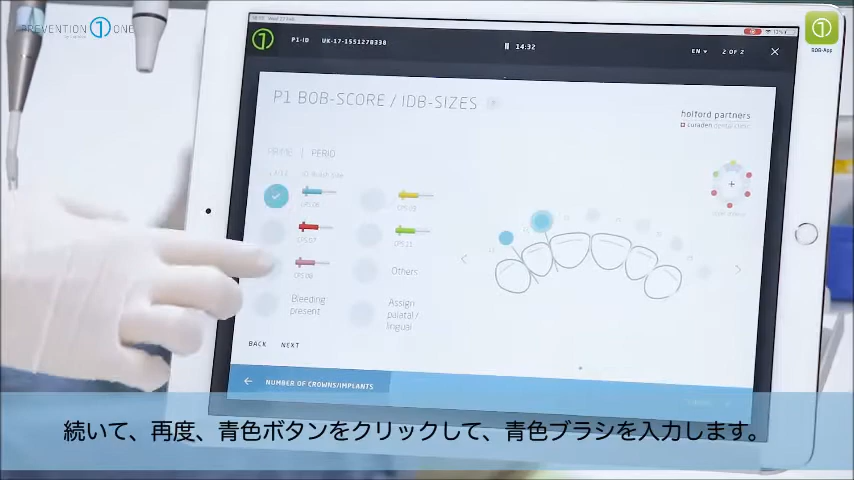 PREVENTION ONE
P1-ID UK-17-1551278338
14:32
EN
2 OF 2
BOB-App
P1 BOB-SCORE / IDB-SIZES
holford partners
curaden dental clinic
PRIME | PERIO
CPS 06
CPS 07
CPS 08
CPS 11
Others
Bleeding present
Assign palatal / lingual
BACK NEXT
NUMBER OF CROWNS/IMPLANTS
続いて、再度、青色ボタンをクリックして、青色ブラシを入力します。